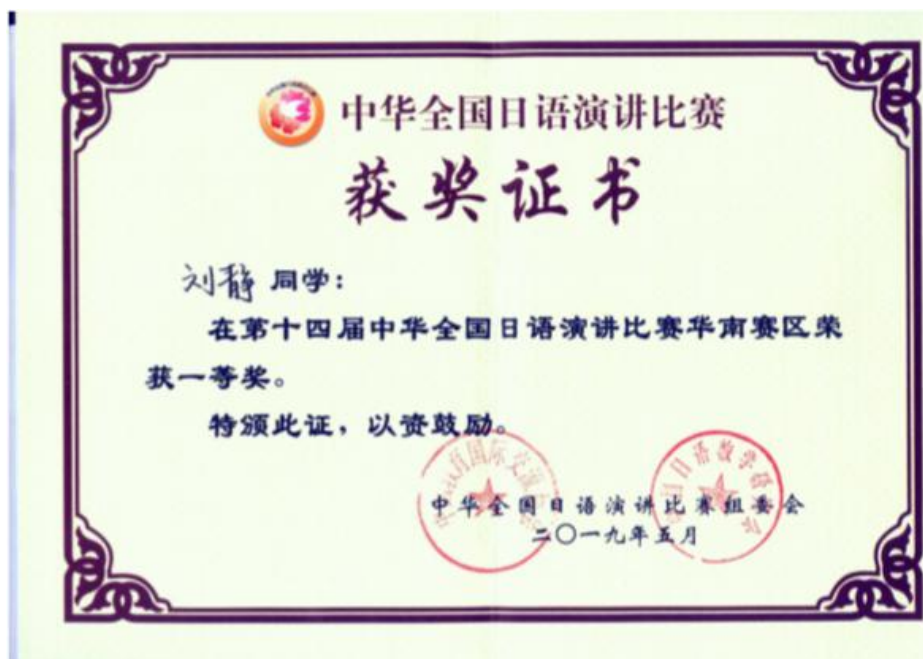 中华全国日语演讲比赛
获奖证书
刘静 同学：
在第十四届中华全国日语演讲比赛华南赛区荣
获一等奖。
特颁此证，以资鼓励。
中华全国日语演讲比赛组委会
二〇一九年五月